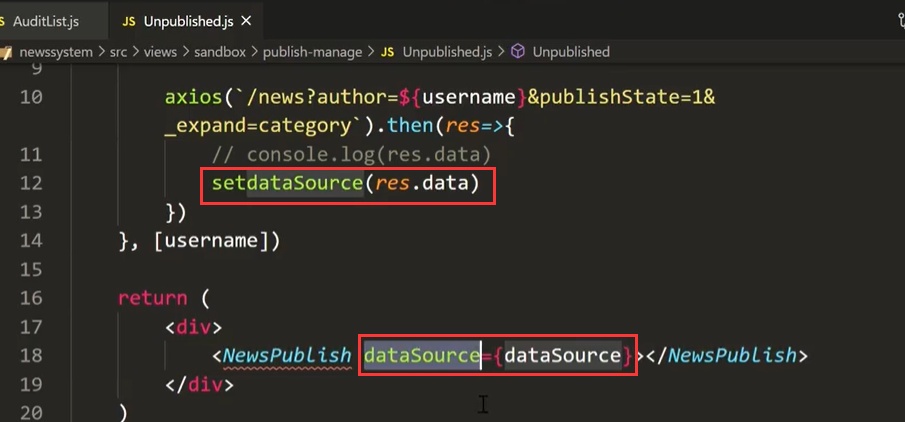 JS AuditList.js JS Unpublished.js ×
newssystem > src > views > sandbox > publish-manage > JS Unpublished.js > Unpublished
9
10 axios(`/news?author=${username}&publishState=1&
_expand=category`).then(res=>{
11 // console.log(res.data)
12 setdataSource(res.data)
13 })
14 }, [username])
15
16 return (
17 <div>
18 <NewsPublish dataSource={dataSource}></NewsPublish>
19 </div>
20 )